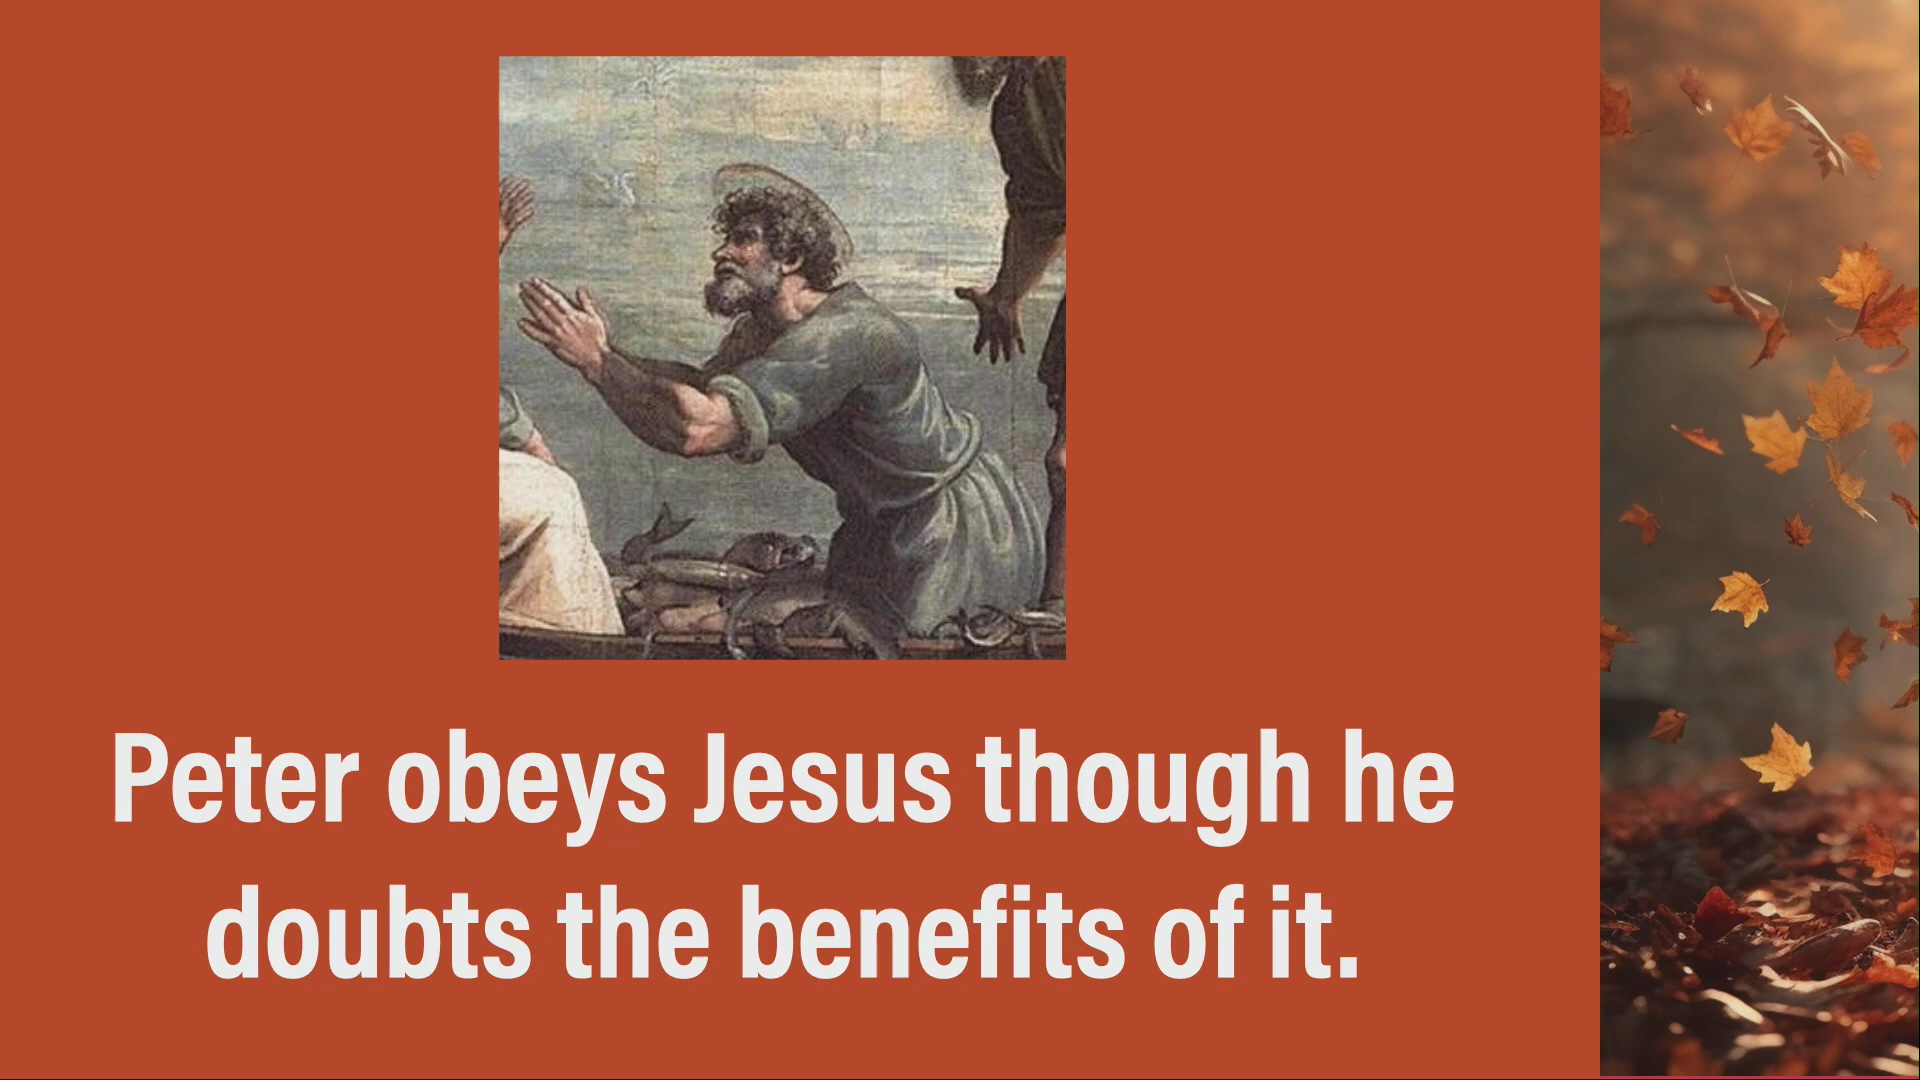 Peter obeys Jesus though he
doubts the benefits of it.